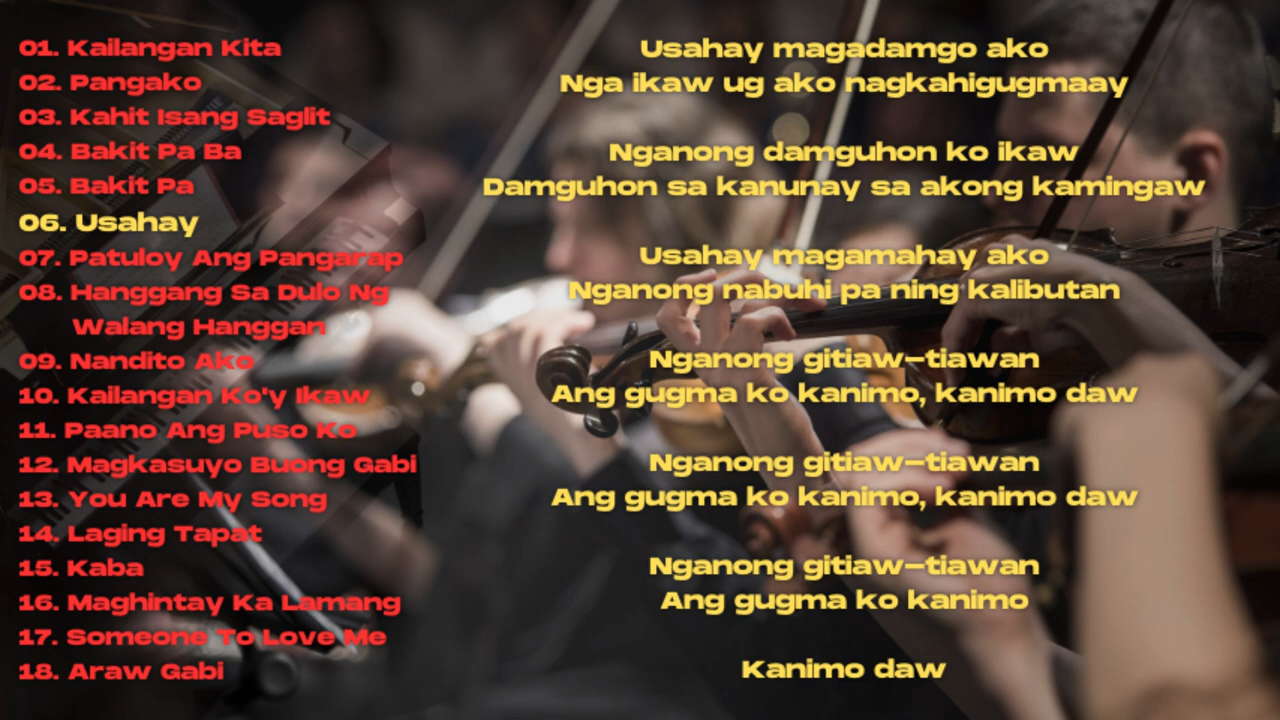 01. Kailangan Kita
02. Pangako
03. Kahit Isang Saglit
04. Bakit Pa Ba
05. Bakit Pa
06. Usahay
07. Patuloy Ang Pangarap
08. Hanggang Sa Dulo Ng
Walang Hanggan
09. Nandito Ako
10. Kailangan Ko'y Ikaw
11. Paano Ang Puso Ko
12. Magkasuyo Buong Gabi
13. You Are My Song
14. Laging Tapat
15. Kaba
16. Maghintay Ka Lamang
17. Someone To Love Me
18. Araw Gabi
Usahay magadamgo ako
Nga ikaw ug ako nagkahigugmaay
Nganong damguhon ko ikaw
Damguhon sa kanunay sa akong kamingaw
Usahay magamahay ako
Nganong nabuhi pa ning kalibutan
Nganong gitiaw-tiawan
Ang gugma ko kanimo, kanimo daw
Nganong gitiaw-tiawan
Ang gugma ko kanimo, kanimo daw
Nganong gitiaw-tiawan
Ang gugma ko kanimo
Kanimo daw